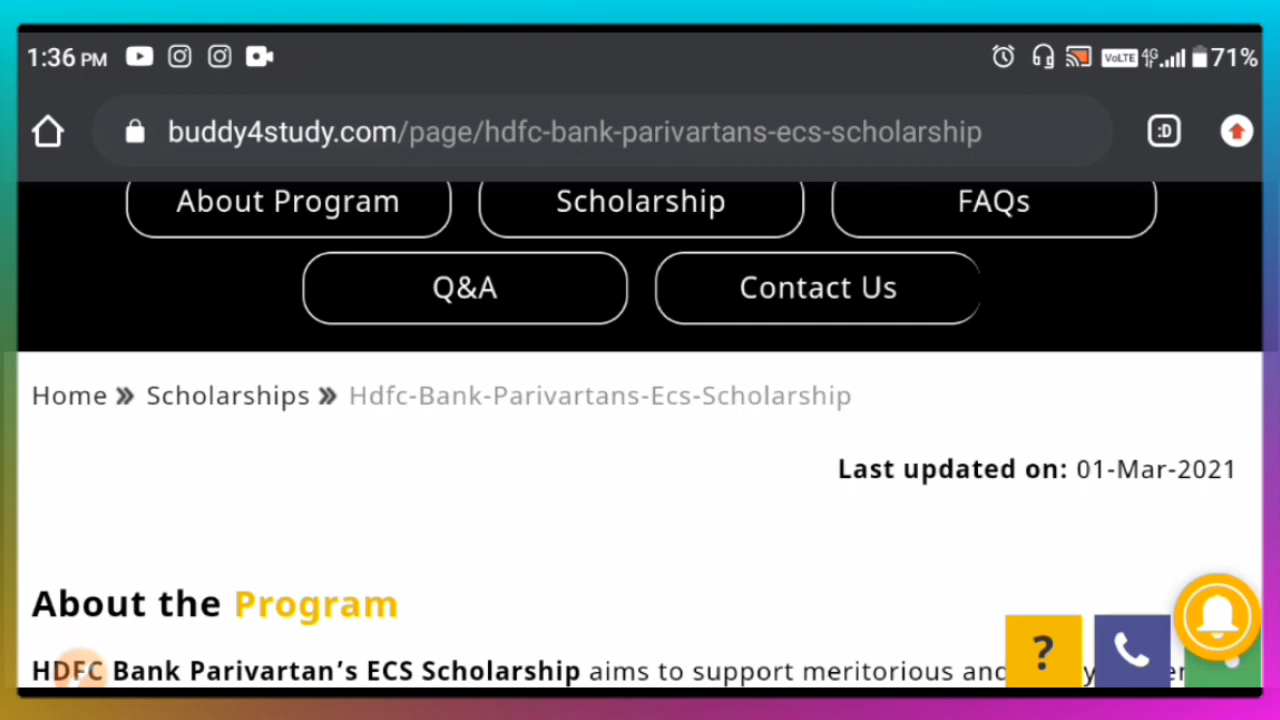 1:36 PM VoLTE 4G 71%
buddy4study.com/page/hdfc-bank-parivartans-ecs-scholarship :D
About Program Scholarship FAQs
Q&A Contact Us
Home » Scholarships » Hdfc-Bank-Parivartans-Ecs-Scholarship
Last updated on: 01-Mar-2021
About the Program
?
HDFC Bank Parivartan’s ECS Scholarship aims to support meritorious and